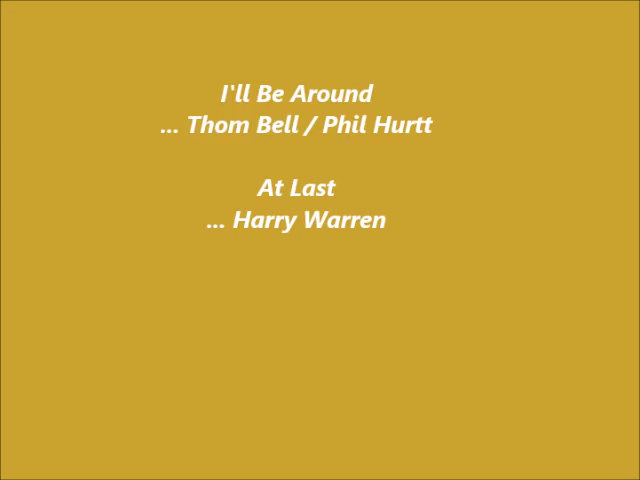 I'll Be Around
... Thom Bell / Phil Hurtt
At Last
... Harry Warren